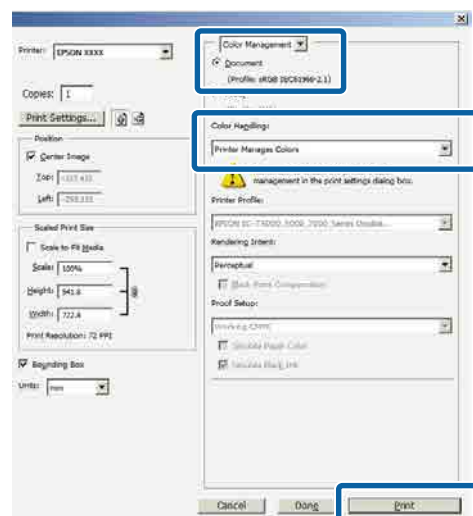 Printer: EPSON XXXX
Copies: 1
Print Settings...
Position
Center Image
Top:
Left:
Scaled Print Size
Scale to Fit Media
Scale: 100%
Height: 941.8
Width: 722.4
Print Resolution: 72 PPI
Bounding Box
Units: mm
Color Management
Document
(Profile: sRGB IEC61966-2.1)
Color Handling:
Printer Manages Colors
management in the print settings dialog box.
Printer Profile:
Rendering Intent:
Perceptual
Black Point Compensation
Proof Setup:
Working CMYK
Simulate Paper Color
Simulate Black Ink
Cancel
Done
Print